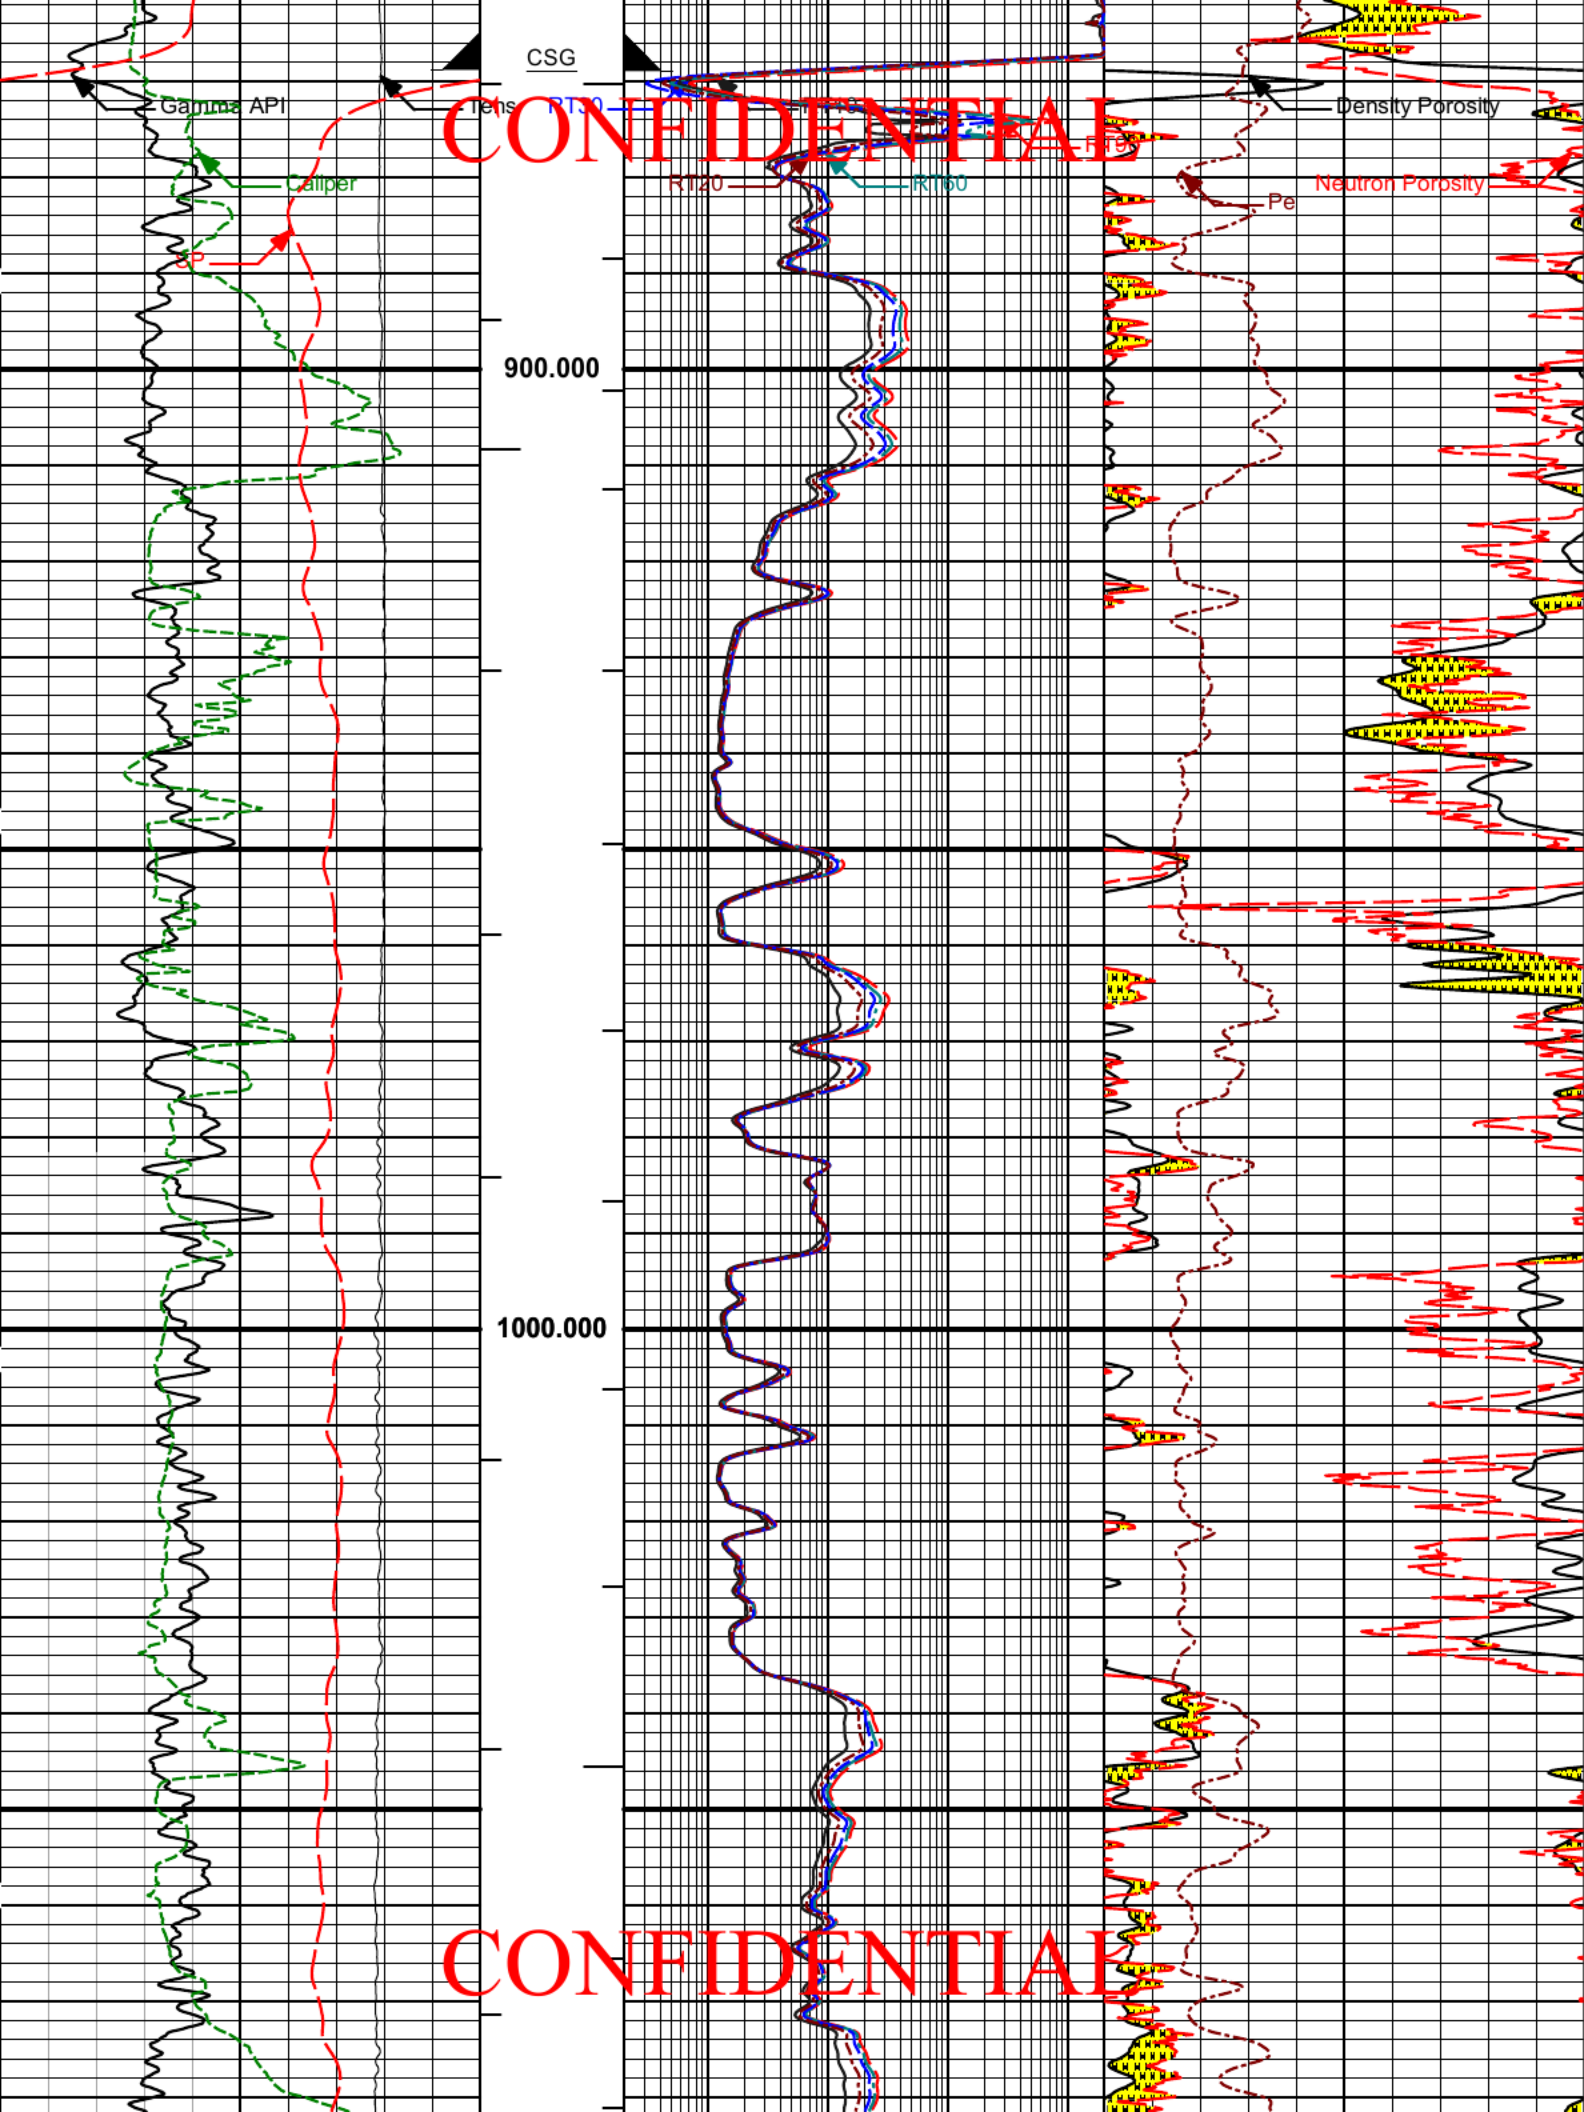 CSG
Gamma API
Tens
RT30
Density Porosity
CONFIDENTIAL
RT90
Caliper
RT20
RT60
Neutron Porosity
Pe
SP
900.000
1000.000
CONFIDENTIAL